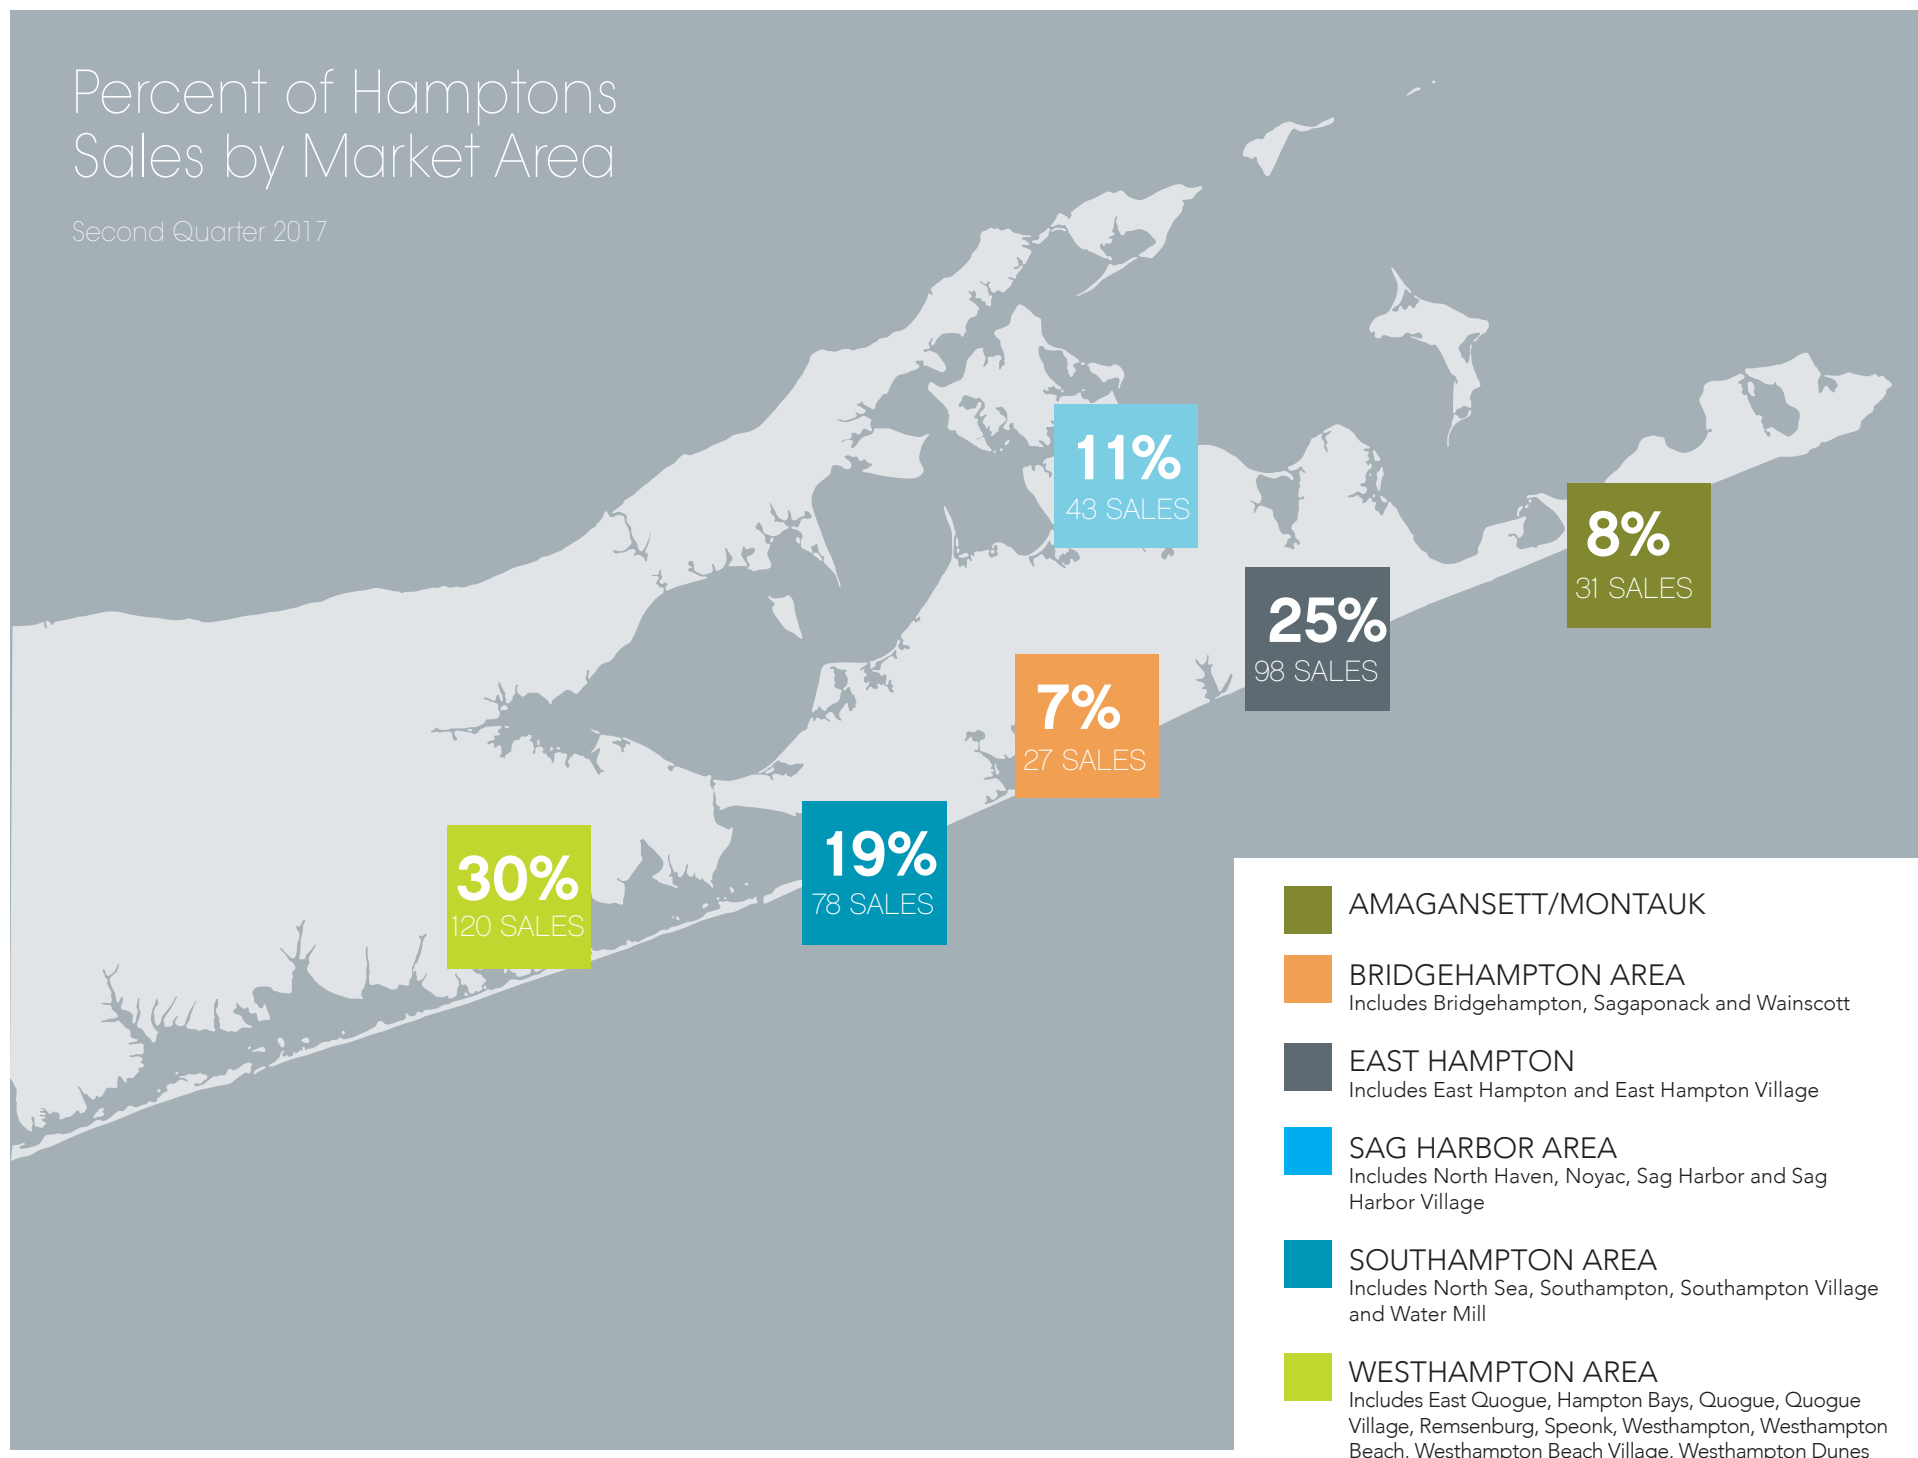 Percent of Hamptons
Sales by Market Area
Second Quarter 2017
11%
43 SALES
8%
31 SALES
25%
98 SALES
7%
27 SALES
19%
78 SALES
30%
120 SALES
AMAGANSETT/MONTAUK
BRIDGEHAMPTON AREA
Includes Bridgehampton, Sagaponack and Wainscott
EAST HAMPTON
Includes East Hampton and East Hampton Village
SAG HARBOR AREA
Includes North Haven, Noyac, Sag Harbor and Sag
Harbor Village
SOUTHAMPTON AREA
Includes North Sea, Southampton, Southampton Village
and Water Mill
WESTHAMPTON AREA
Includes East Quogue, Hampton Bays, Quogue, Quogue
Village, Remsenburg, Speonk, Westhampton, Westhampton
Beach, Westhampton Beach Village, Westhampton Dunes